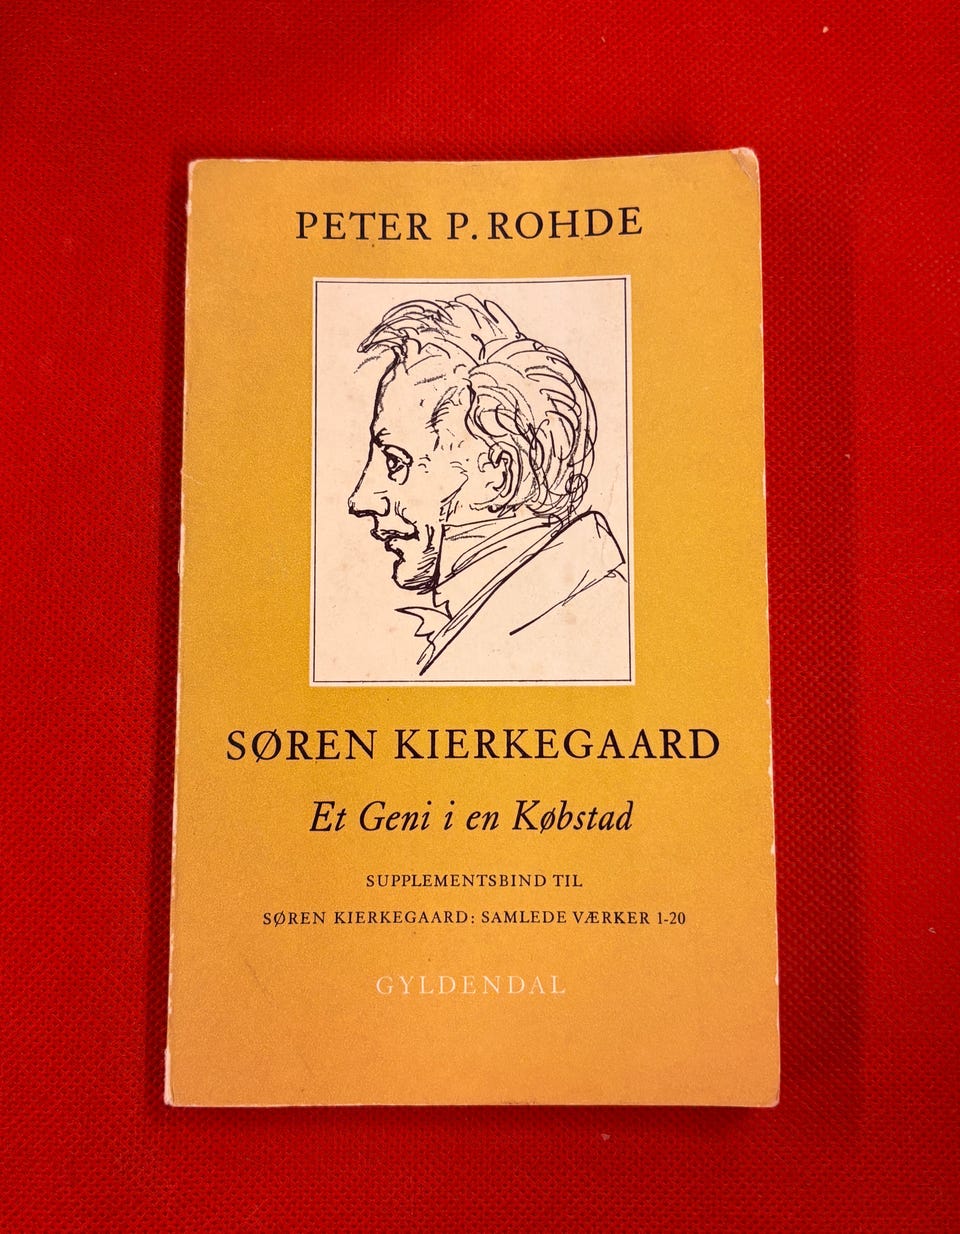 PETER P. ROHDE
SØREN KIERKEGAARD
Et Geni i en Købstad
SUPPLEMENTSBIND TIL
SØREN KIERKEGAARD: SAMLEDE VÆRKER 1-20
GYLDENDAL